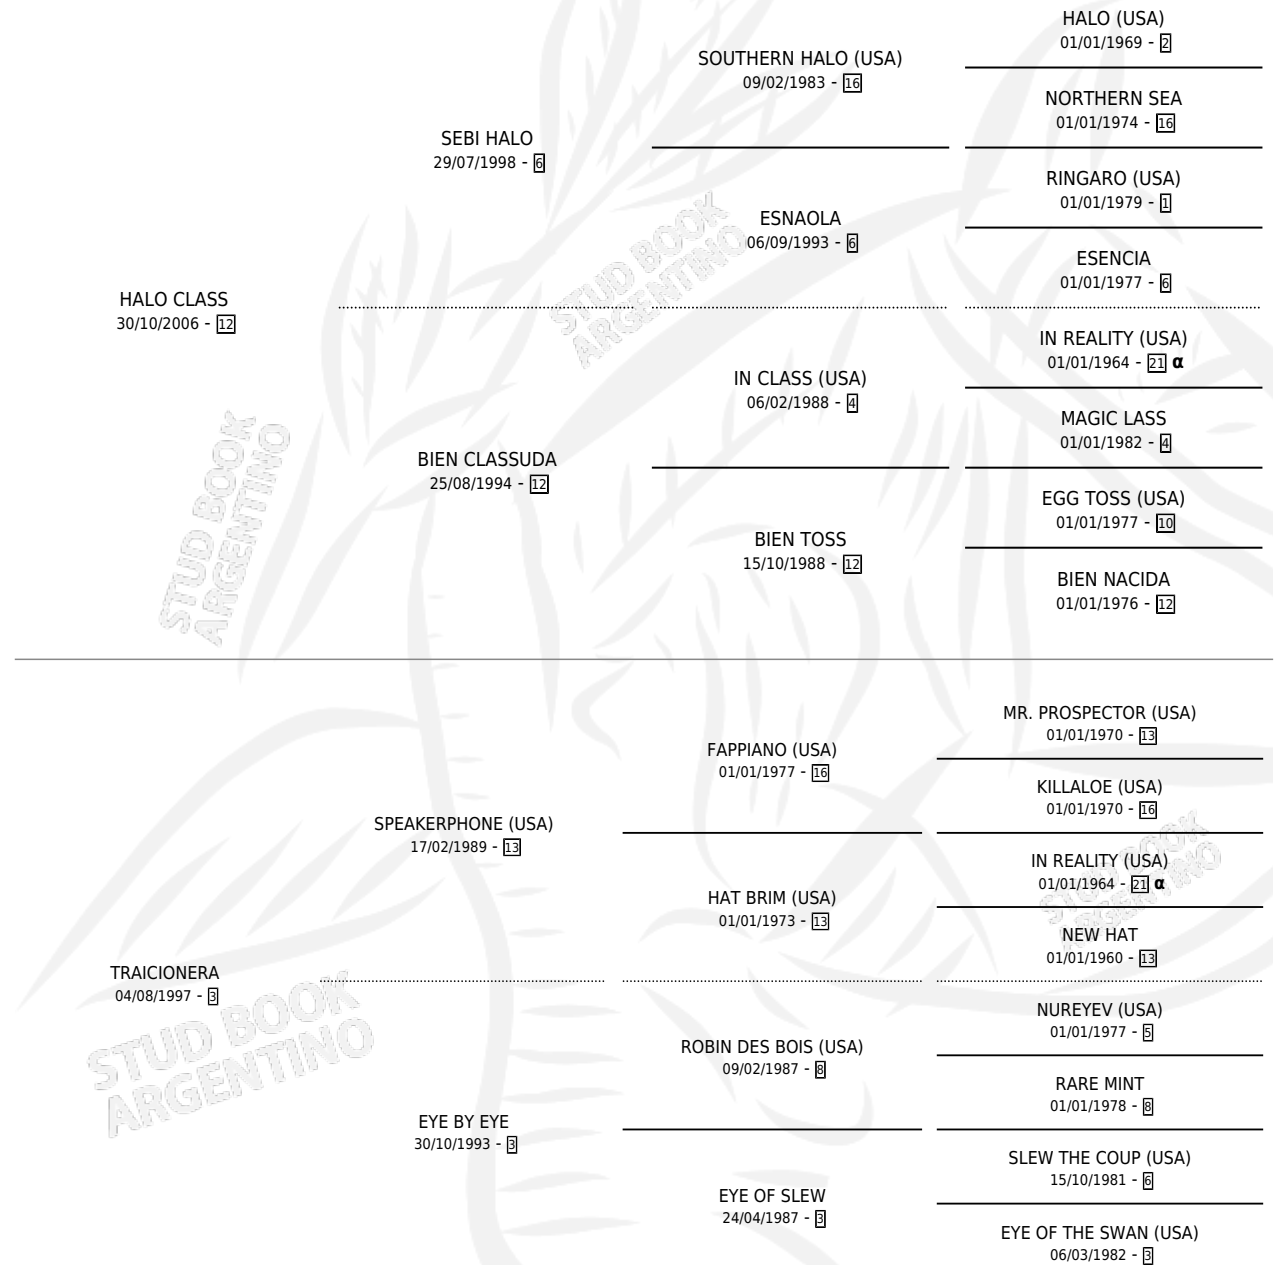 HALO (USA)
01/01/1969 - 2
SOUTHERN HALO (USA)
09/02/1983 - 16
NORTHERN SEA
01/01/1974 - 16
SEBI HALO
29/07/1998 - 6
RINGARO (USA)
01/01/1979 - 1
ESNAOLA
06/09/1993 - 6
ESENCIA
01/01/1977 - 6
HALO CLASS
30/10/2006 - 12
IN REALITY (USA)
01/01/1964 - 21 α
IN CLASS (USA)
06/02/1988 - 4
MAGIC LASS
01/01/1982 - 4
BIEN CLASSUDA
25/08/1994 - 12
EGG TOSS (USA)
01/01/1977 - 10
BIEN TOSS
15/10/1988 - 12
BIEN NACIDA
01/01/1976 - 12
MR. PROSPECTOR (USA)
01/01/1970 - 13
FAPPIANO (USA)
01/01/1977 - 16
KILLALOE (USA)
01/01/1970 - 16
SPEAKERPHONE (USA)
17/02/1989 - 13
IN REALITY (USA)
01/01/1964 - 21 α
HAT BRIM (USA)
01/01/1973 - 13
NEW HAT
01/01/1960 - 13
TRAICIONERA
04/08/1997 - 3
NUREYEV (USA)
01/01/1977 - 5
ROBIN DES BOIS (USA)
09/02/1987 - 8
RARE MINT
01/01/1978 - 8
EYE BY EYE
30/10/1993 - 3
SLEW THE COUP (USA)
15/10/1981 - 6
EYE OF SLEW
24/04/1987 - 3
EYE OF THE SWAN (USA)
06/03/1982 - 3
STUD BOOK
ARGENTINO
STUD BOOK
ARGENTINO
STUD BOOK
ARGENTINO
STUD BOOK
ARGENTINO